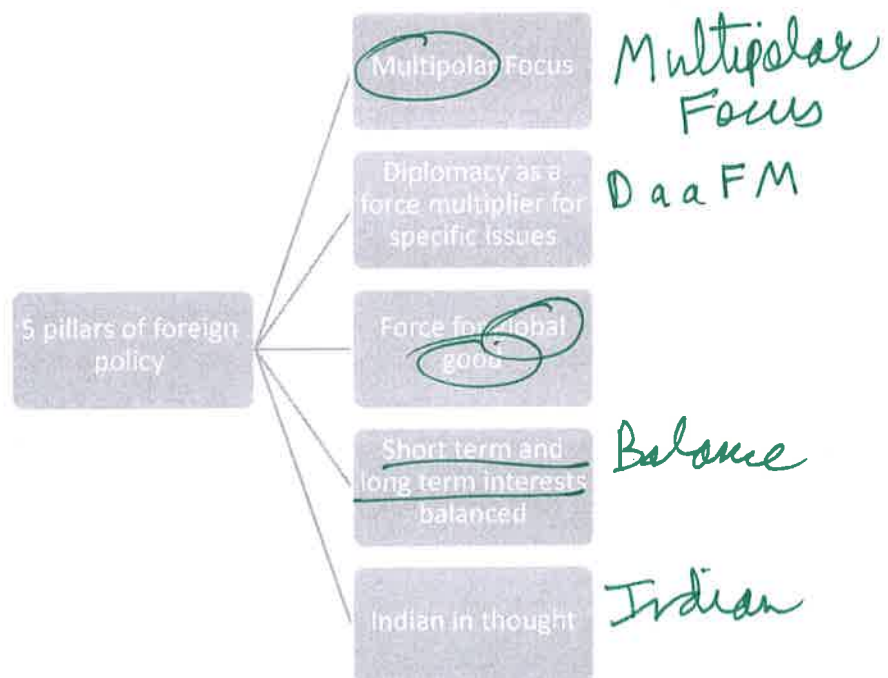 Multipolar Focus
Multipolar
Focus
Diplomacy as a
force multiplier for
specific issues
D a a F M
5 pillars of foreign
policy
Force for global
good
Short term and
long term interests
balanced
Balance
Indian in thought
Indian